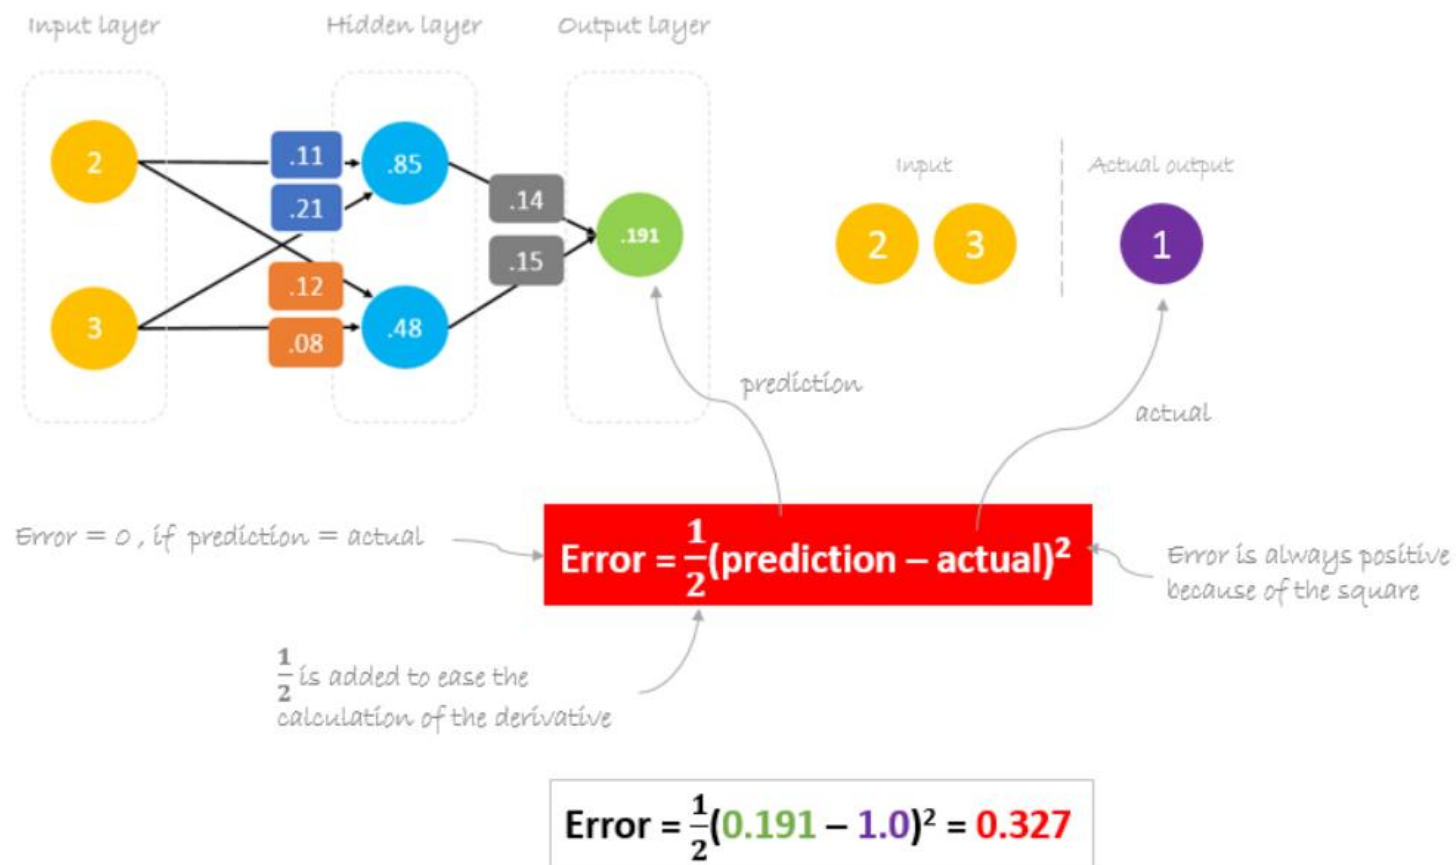 Input layer
Hidden layer
Output layer
2
.11
.85
.21
.14
.191
.15
.12
3
.48
.08
Input
Actual output
2
3
1
prediction
actual
Error = 0 , if prediction = actual
Error = 1/2(prediction – actual)²
Error is always positive
because of the square
1/2 is added to ease the
calculation of the derivative
Error = 1/2(0.191 – 1.0)² = 0.327